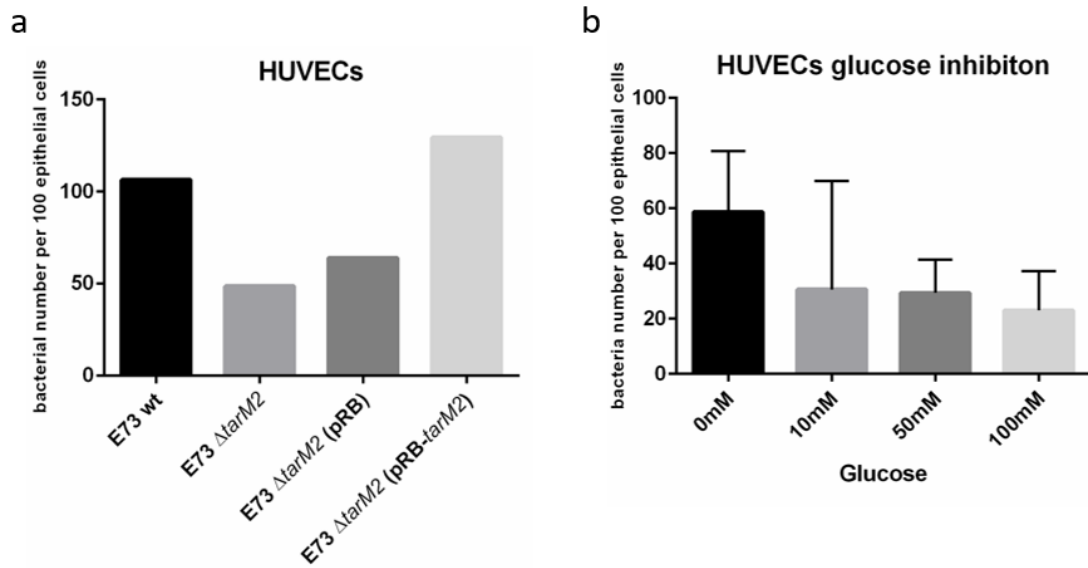 a
HUVECs
bacterial number per 100 epithelial cells
150
100
50
0
E73 wt
E73 ΔtarM2
E73 ΔtarM2 (pRB)
E73 ΔtarM2 (pRB-tarM2)
b
HUVECs glucose inhibiton
bacteria number per 100 epithelial cells
100
80
60
40
20
0
0mM
10mM
50mM
100mM
Glucose